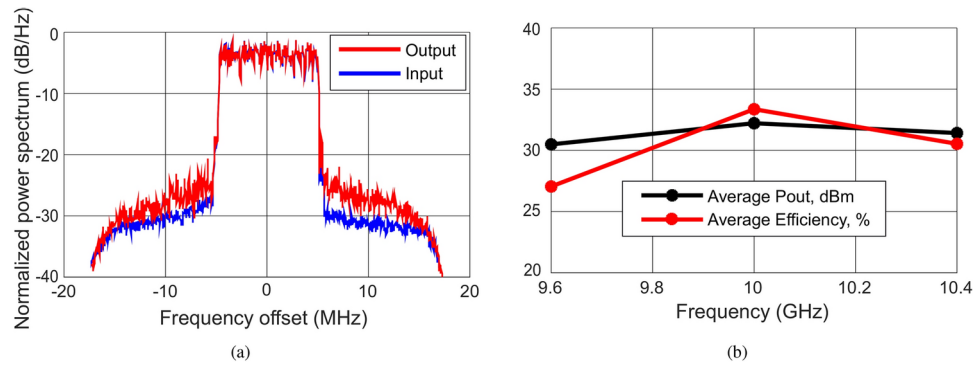 0
-10
-20
-30
-40
-20
-10
0
10
20
Normalized power spectrum (dB/Hz)
Frequency offset (MHz)
Output
Input
(a)
40
35
30
25
20
9.6
9.8
10
10.2
10.4
Frequency (GHz)
Average Pout, dBm
Average Efficiency, %
(b)